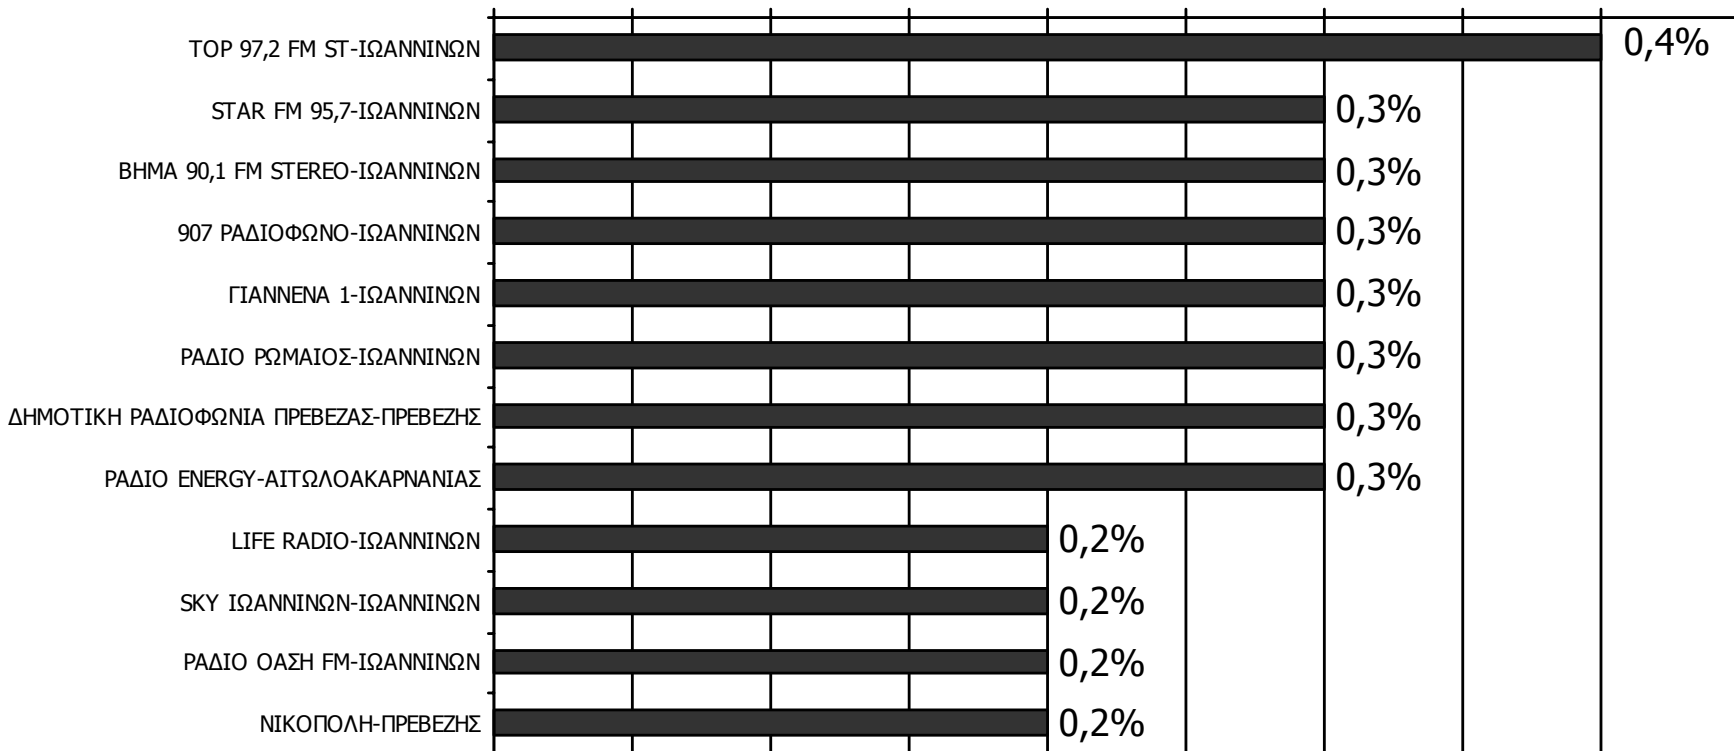 TOP 97,2 FM ST-ΙΩΑΝΝΙΝΩΝ 0,4%
STAR FM 95,7-ΙΩΑΝΝΙΝΩΝ 0,3%
ΒΗΜΑ 90,1 FM STEREO-ΙΩΑΝΝΙΝΩΝ 0,3%
907 ΡΑΔΙΟΦΩΝΟ-ΙΩΑΝΝΙΝΩΝ 0,3%
ΓΙΑΝΝΕΝΑ 1-ΙΩΑΝΝΙΝΩΝ 0,3%
ΡΑΔΙΟ ΡΩΜΑΙΟΣ-ΙΩΑΝΝΙΝΩΝ 0,3%
ΔΗΜΟΤΙΚΗ ΡΑΔΙΟΦΩΝΙΑ ΠΡΕΒΕΖΑΣ-ΠΡΕΒΕΖΗΣ 0,3%
ΡΑΔΙΟ ENERGY-ΑΙΤΩΛΟΑΚΑΡΝΑΝΙΑΣ 0,3%
LIFE RADIO-ΙΩΑΝΝΙΝΩΝ 0,2%
SKY ΙΩΑΝΝΙΝΩΝ-ΙΩΑΝΝΙΝΩΝ 0,2%
ΡΑΔΙΟ ΟΑΣΗ FM-ΙΩΑΝΝΙΝΩΝ 0,2%
ΝΙΚΟΠΟΛΗ-ΠΡΕΒΕΖΗΣ 0,2%